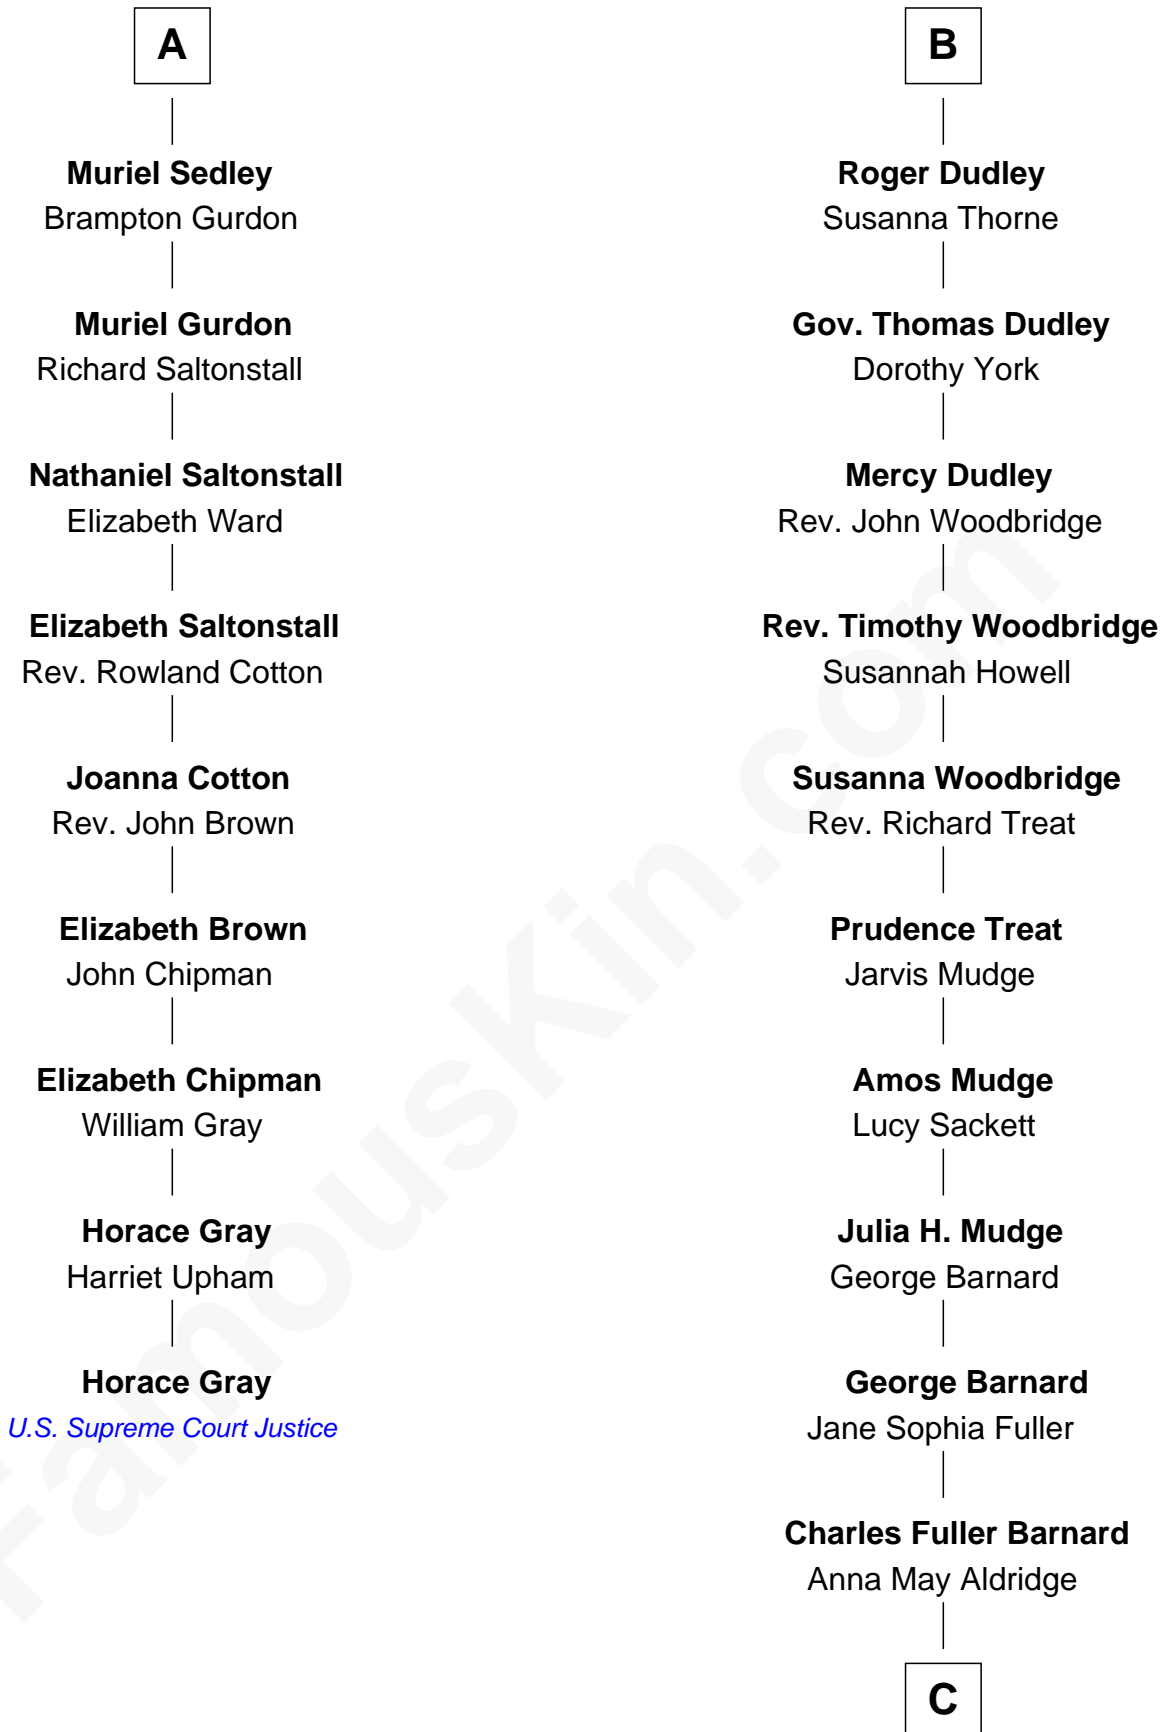 A
Muriel Sedley
Brampton Gurdon
Muriel Gurdon
Richard Saltonstall
Nathaniel Saltonstall
Elizabeth Ward
Elizabeth Saltonstall
Rev. Rowland Cotton
Joanna Cotton
Rev. John Brown
Elizabeth Brown
John Chipman
Elizabeth Chipman
William Gray
Horace Gray
Harriet Upham
Horace Gray
U.S. Supreme Court Justice
B
Roger Dudley
Susanna Thorne
Gov. Thomas Dudley
Dorothy York
Mercy Dudley
Rev. John Woodbridge
Rev. Timothy Woodbridge
Susannah Howell
Susanna Woodbridge
Rev. Richard Treat
Prudence Treat
Jarvis Mudge
Amos Mudge
Lucy Sackett
Julia H. Mudge
George Barnard
George Barnard
Jane Sophia Fuller
Charles Fuller Barnard
Anna May Aldridge
C
FamousKin.com